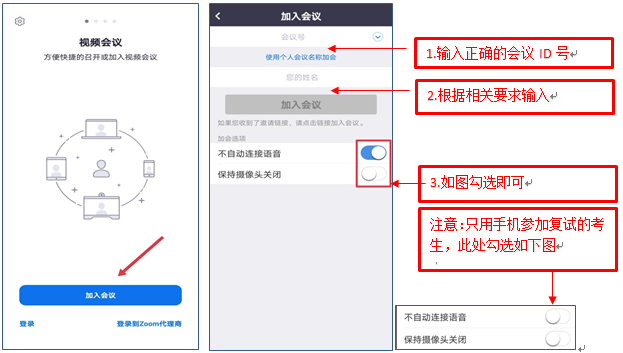 视频会议
方便快捷的召开或加入视频会议
加入会议
登录
登录到Zoom代理商
加入会议
会议号
使用个人会议名称加会
您的姓名
加入会议
如果您收到了邀请链接，请点击链接加入会议。
加会选项
不自动连接语音
保持摄像头关闭
1.输入正确的会议 ID 号
2.根据相关要求输入
3.如图勾选即可
注意:只用手机参加复试的考
生，此处勾选如下图
不自动连接语音
保持摄像头关闭